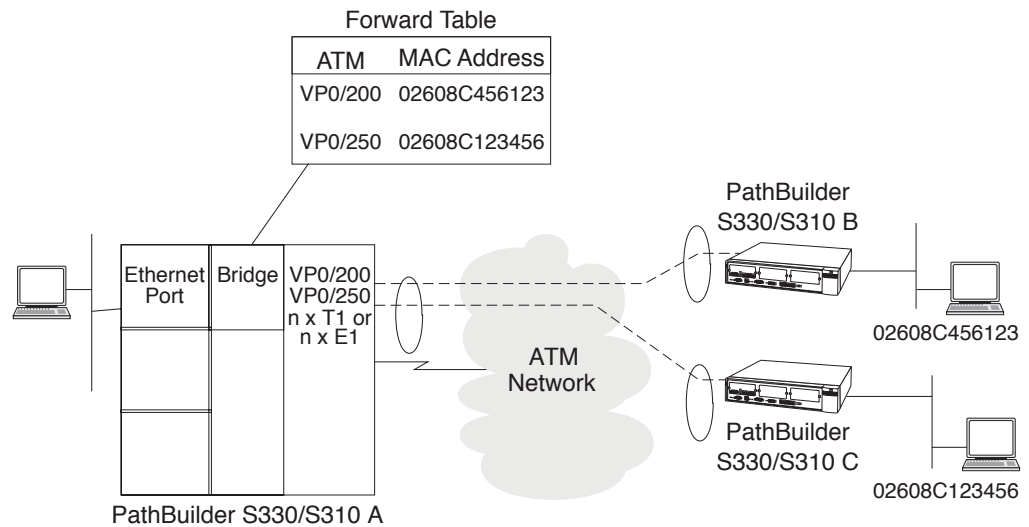 Forward Table
ATM MAC Address
VP0/200 02608C456123
VP0/250 02608C123456
PathBuilder
S330/S310 B
Ethernet
Port
Bridge
VP0/200
VP0/250
n x T1 or
n x E1
02608C456123
ATM
Network
PathBuilder
S330/S310 C
02608C123456
PathBuilder S330/S310 A